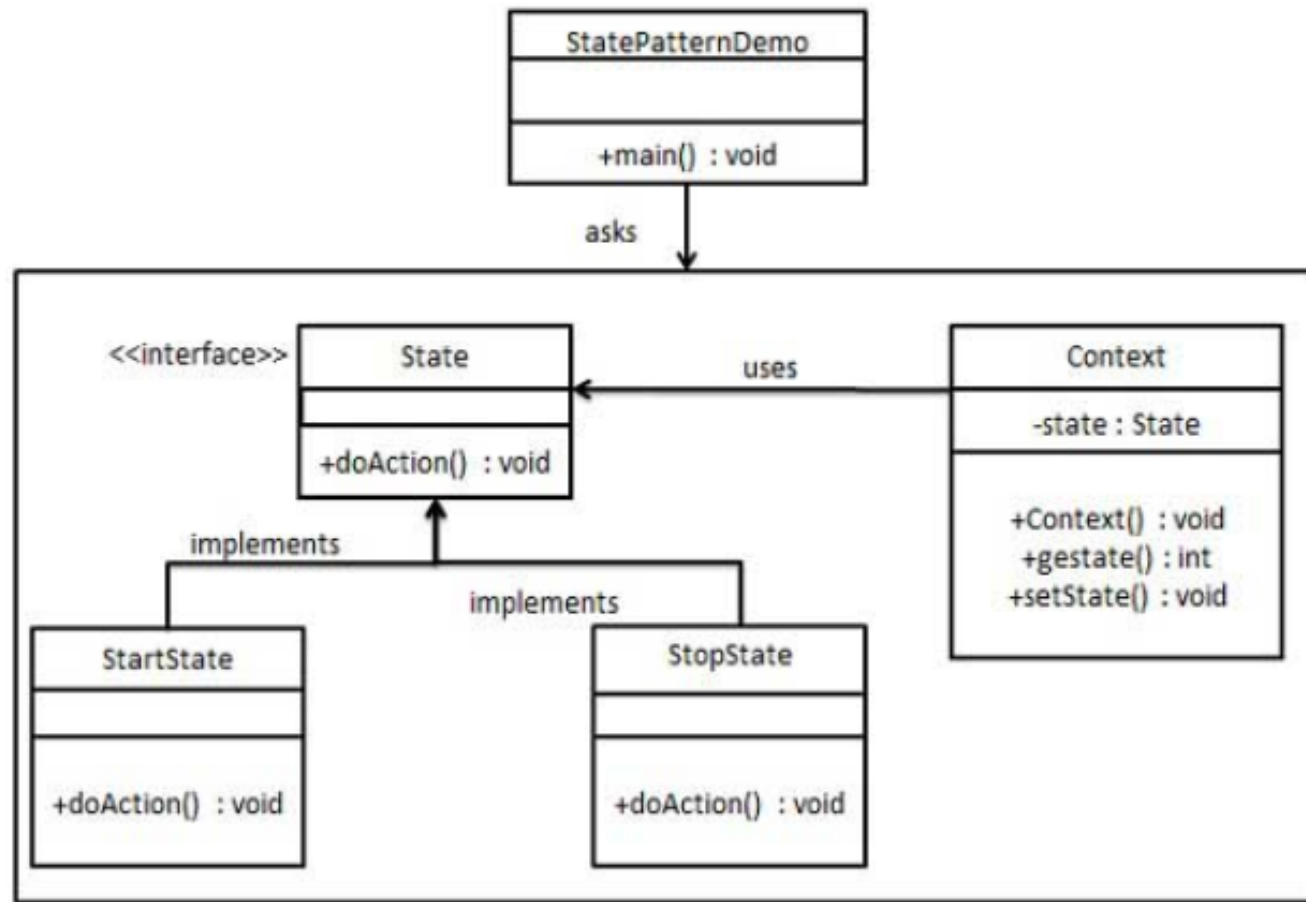 StatePatternDemo
+main() : void
asks
<<interface>>
State
+doAction() : void
uses
Context
-state : State
+Context() : void
+gestate() : int
+setState() : void
implements
implements
StartState
+doAction() : void
StopState
+doAction() : void